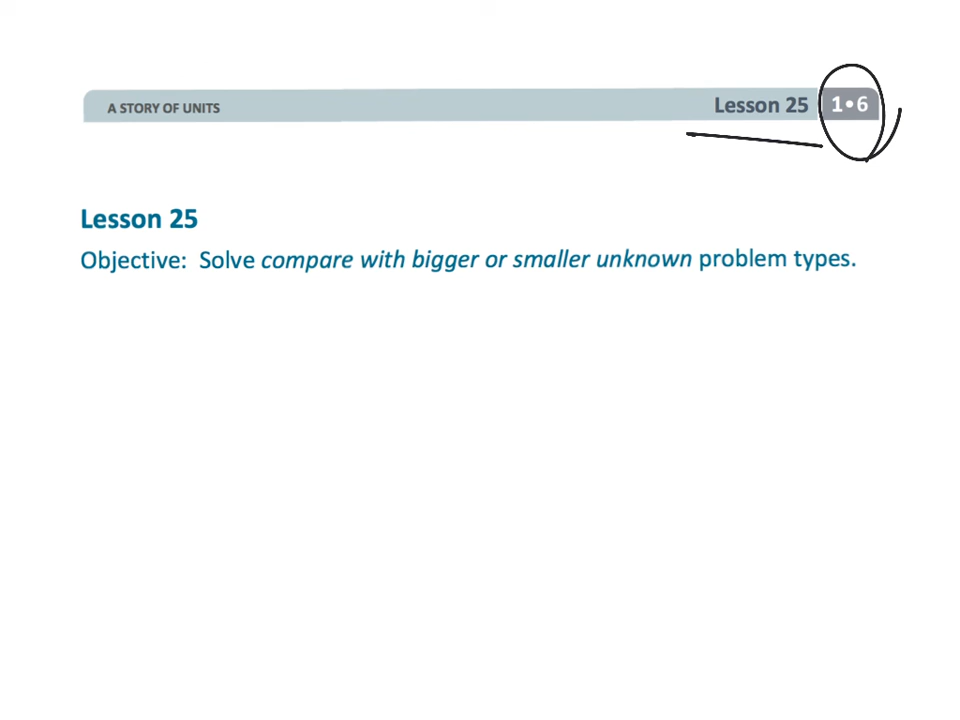 A STORY OF UNITS
Lesson 25 1•6
Lesson 25
Objective: Solve compare with bigger or smaller unknown problem types.